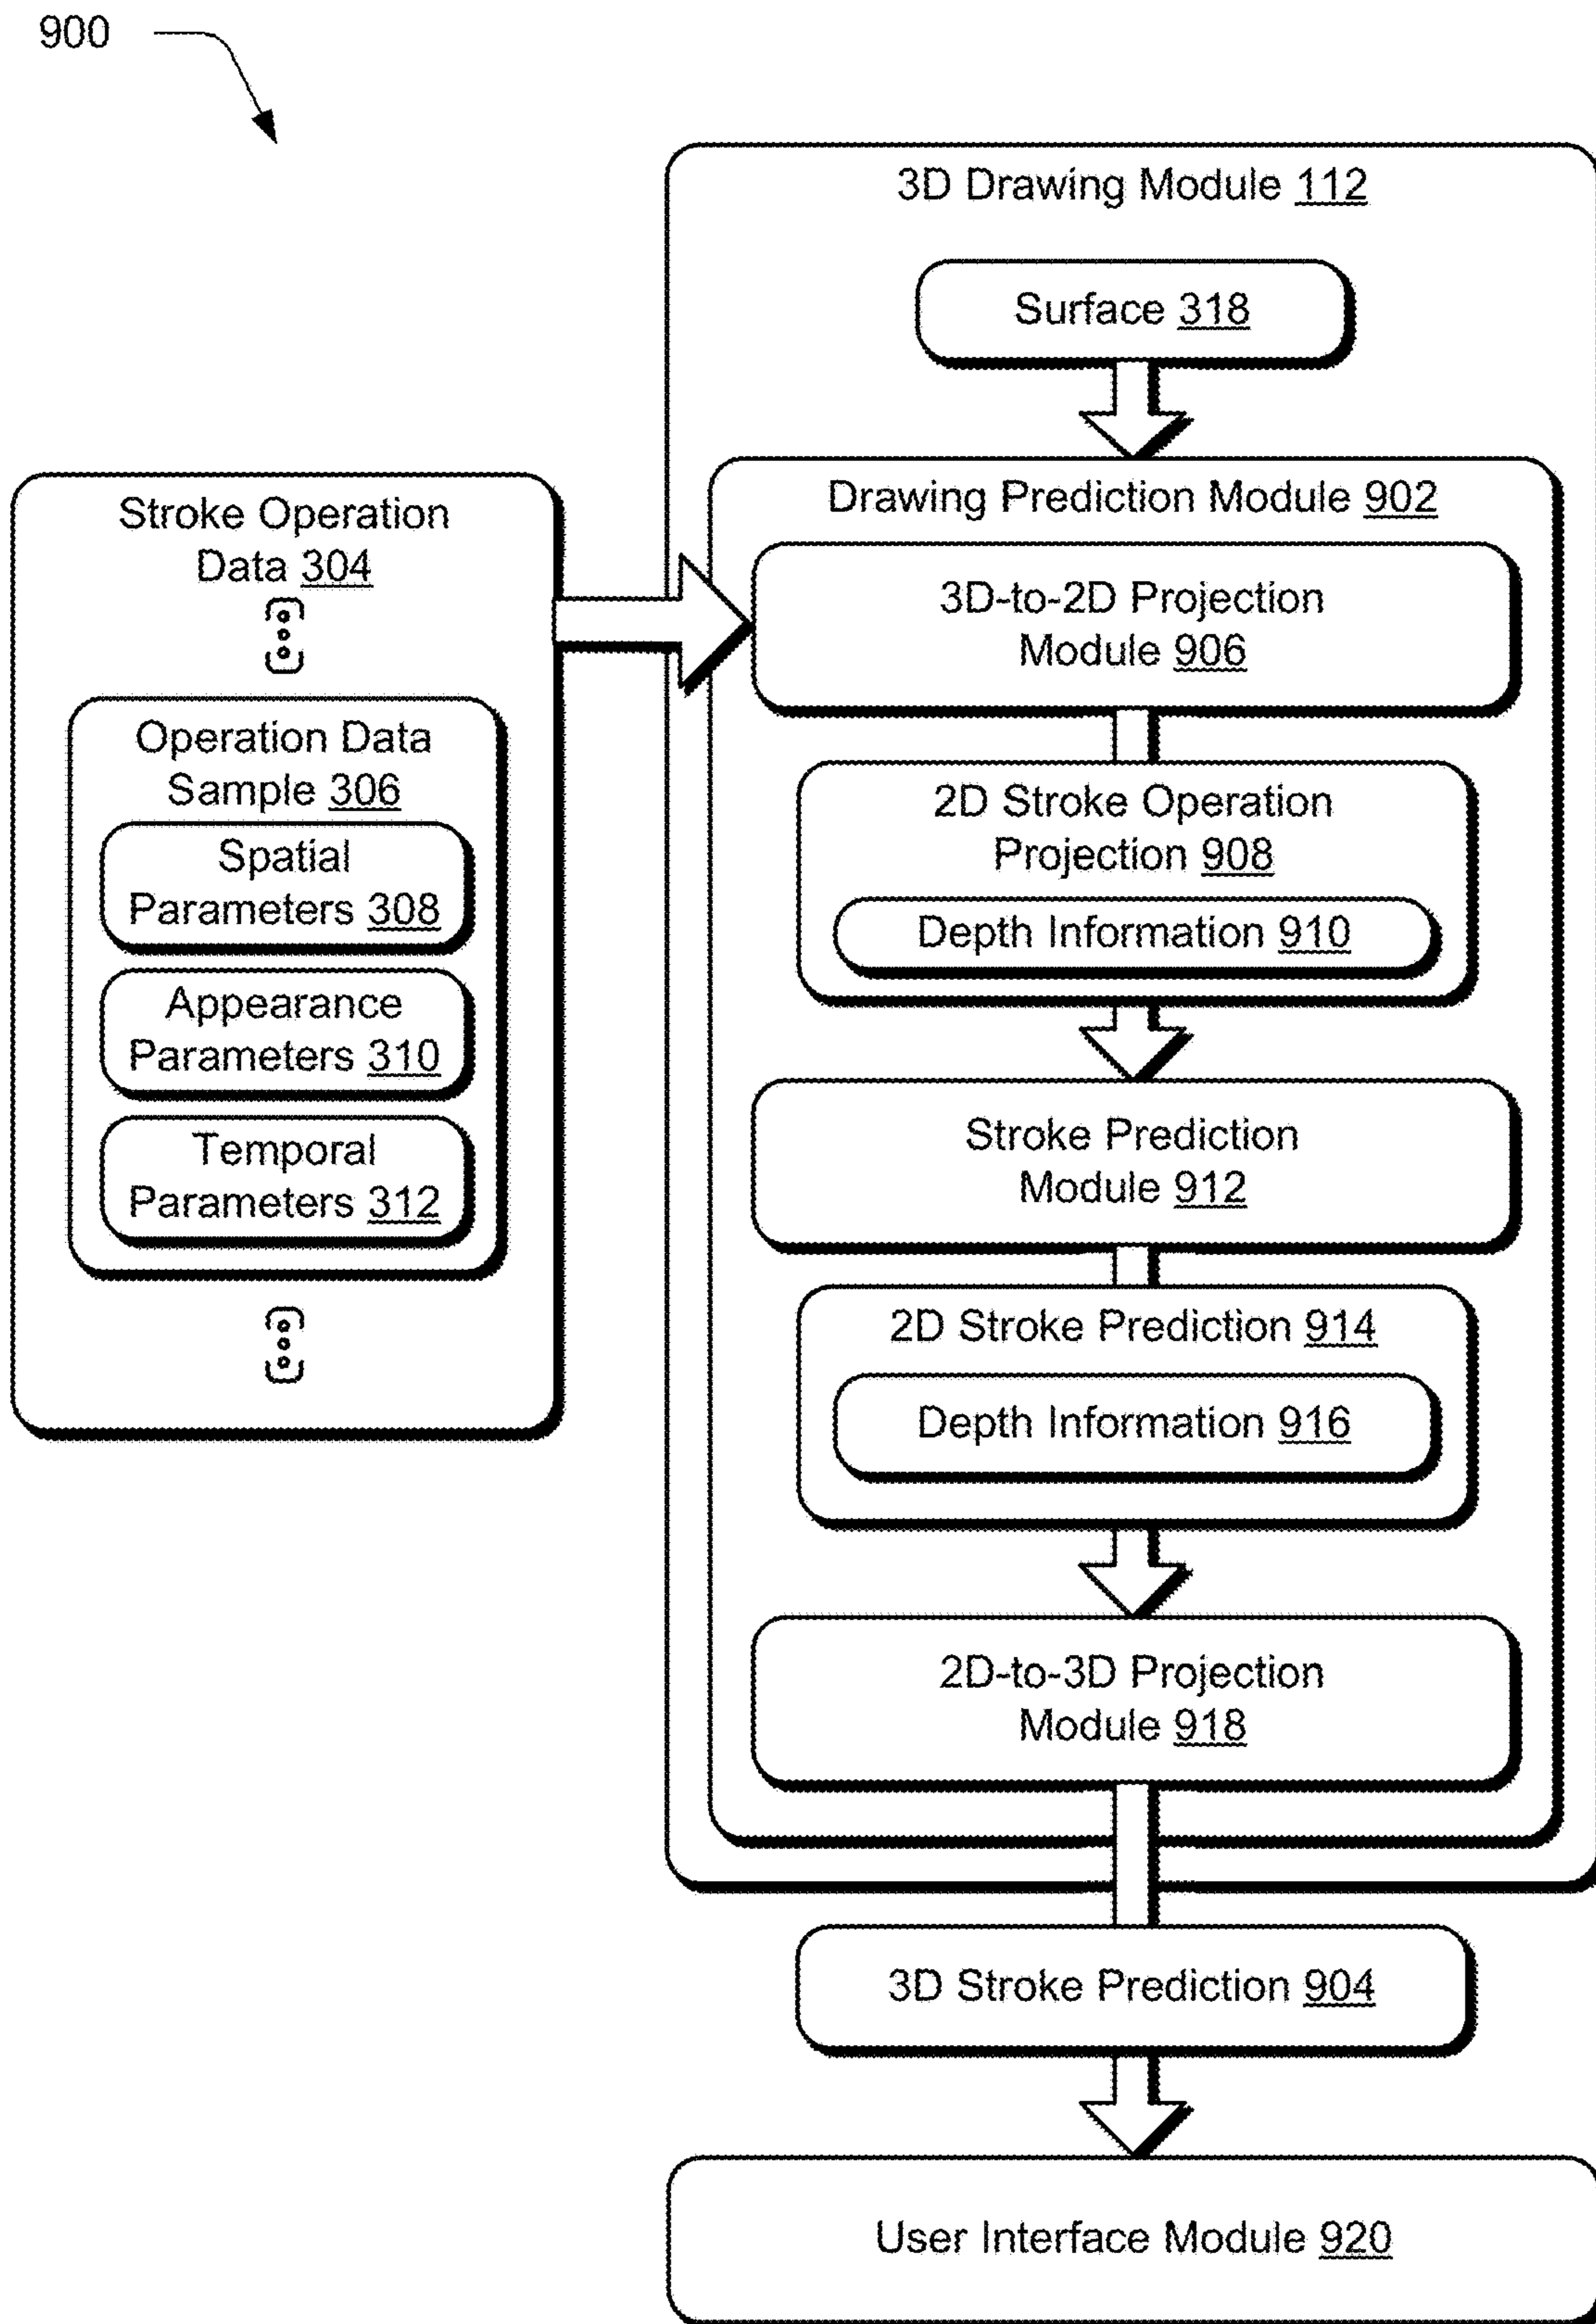 900
3D Drawing Module 112
Surface 318
Stroke Operation
Data 304
Operation Data
Sample 306
Spatial
Parameters 308
Appearance
Parameters 310
Temporal
Parameters 312
Drawing Prediction Module 902
3D-to-2D Projection
Module 906
2D Stroke Operation
Projection 908
Depth Information 910
Stroke Prediction
Module 912
2D Stroke Prediction 914
Depth Information 916
2D-to-3D Projection
Module 918
3D Stroke Prediction 904
User Interface Module 920